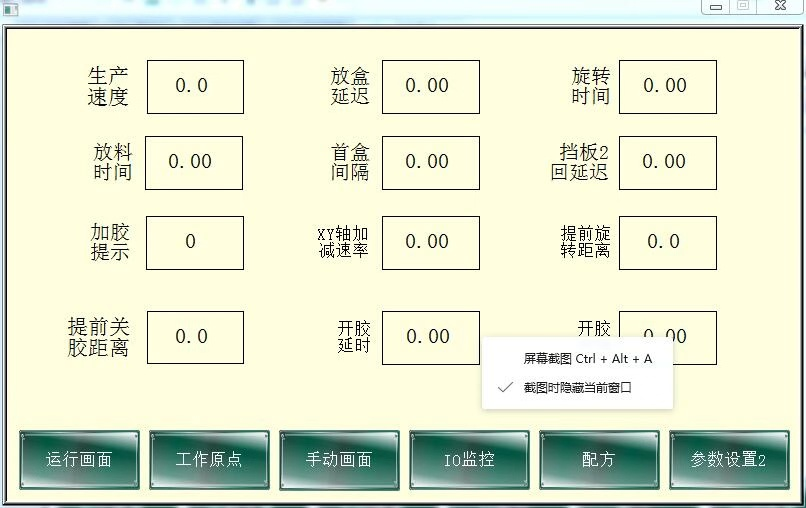 生产
速度
0.0
放盒
延迟
0.00
旋转
时间
0.00
放料
时间
0.00
首盒
间隔
0.00
挡板2
回延迟
0.00
加胶
提示
0
XY轴加
减速率
0.00
提前旋
转距离
0.0
提前关
胶距离
0.0
开胶
延时
0.00
开胶
0.00
屏幕截图 Ctrl + Alt + A
截图时隐藏当前窗口
运行画面
工作原点
手动画面
IO监控
配方
参数设置2